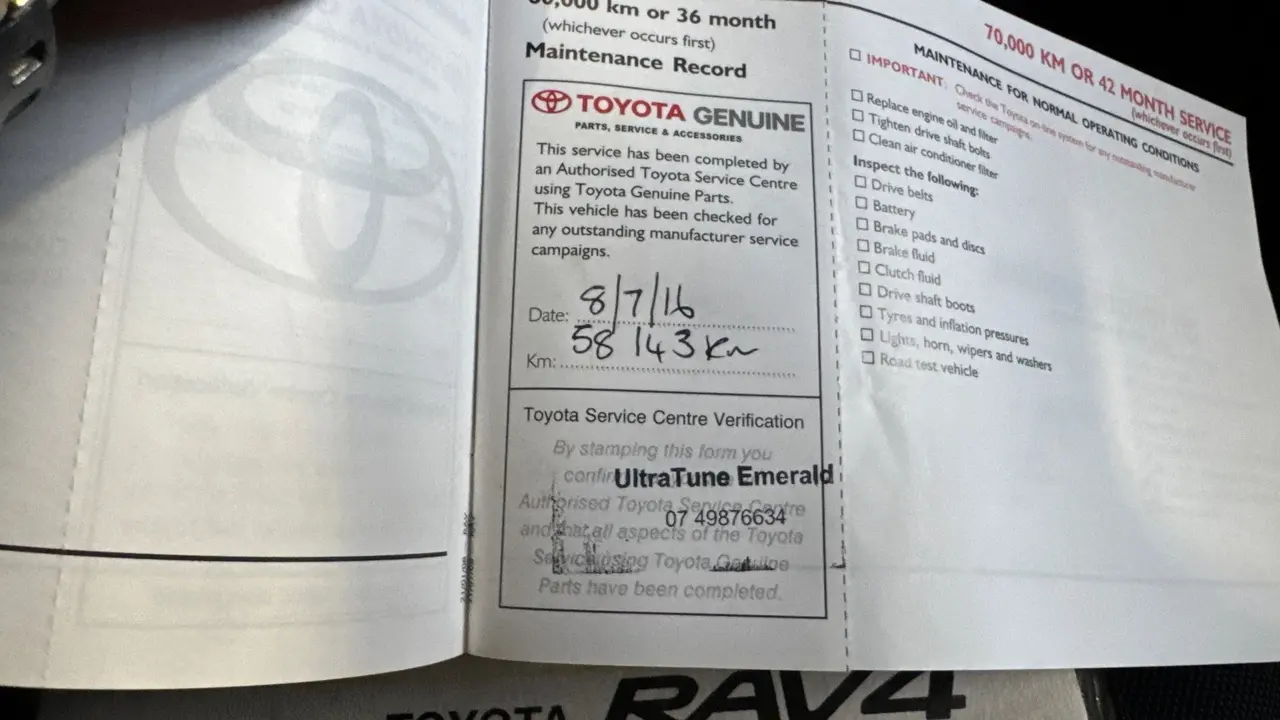 km or 36 month
(whichever occurs first)
Maintenance Record
TOYOTA GENUINE
PARTS, SERVICE & ACCESSORIES
This service has been completed by
an Authorised Toyota Service Centre
using Toyota Genuine Parts.
This vehicle has been checked for
any outstanding manufacturer service
campaigns.
Date: 8/7/16
Km: 58 143 km
Toyota Service Centre Verification
By stamping this form you
UltraTune Emerald
Authorised Toyota Service Centre
07 49876634
and that all aspects of the Toyota
Service using Toyota Genuine
Parts have been completed.
70,000 KM OR 42 MONTH SERVICE
(whichever occurs first)
MAINTENANCE FOR NORMAL OPERATING CONDITIONS
IMPORTANT: Check the Toyota on-line system for any outstanding manufacturer
service campaigns.
Replace engine oil and filter
Tighten drive shaft bolts
Clean air conditioner filter
Inspect the following:
Drive belts
Battery
Brake pads and discs
Brake fluid
Clutch fluid
Drive shaft boots
Tyres and inflation pressures
Lights, horn, wipers and washers
Road test vehicle
TOYOTA RAV4